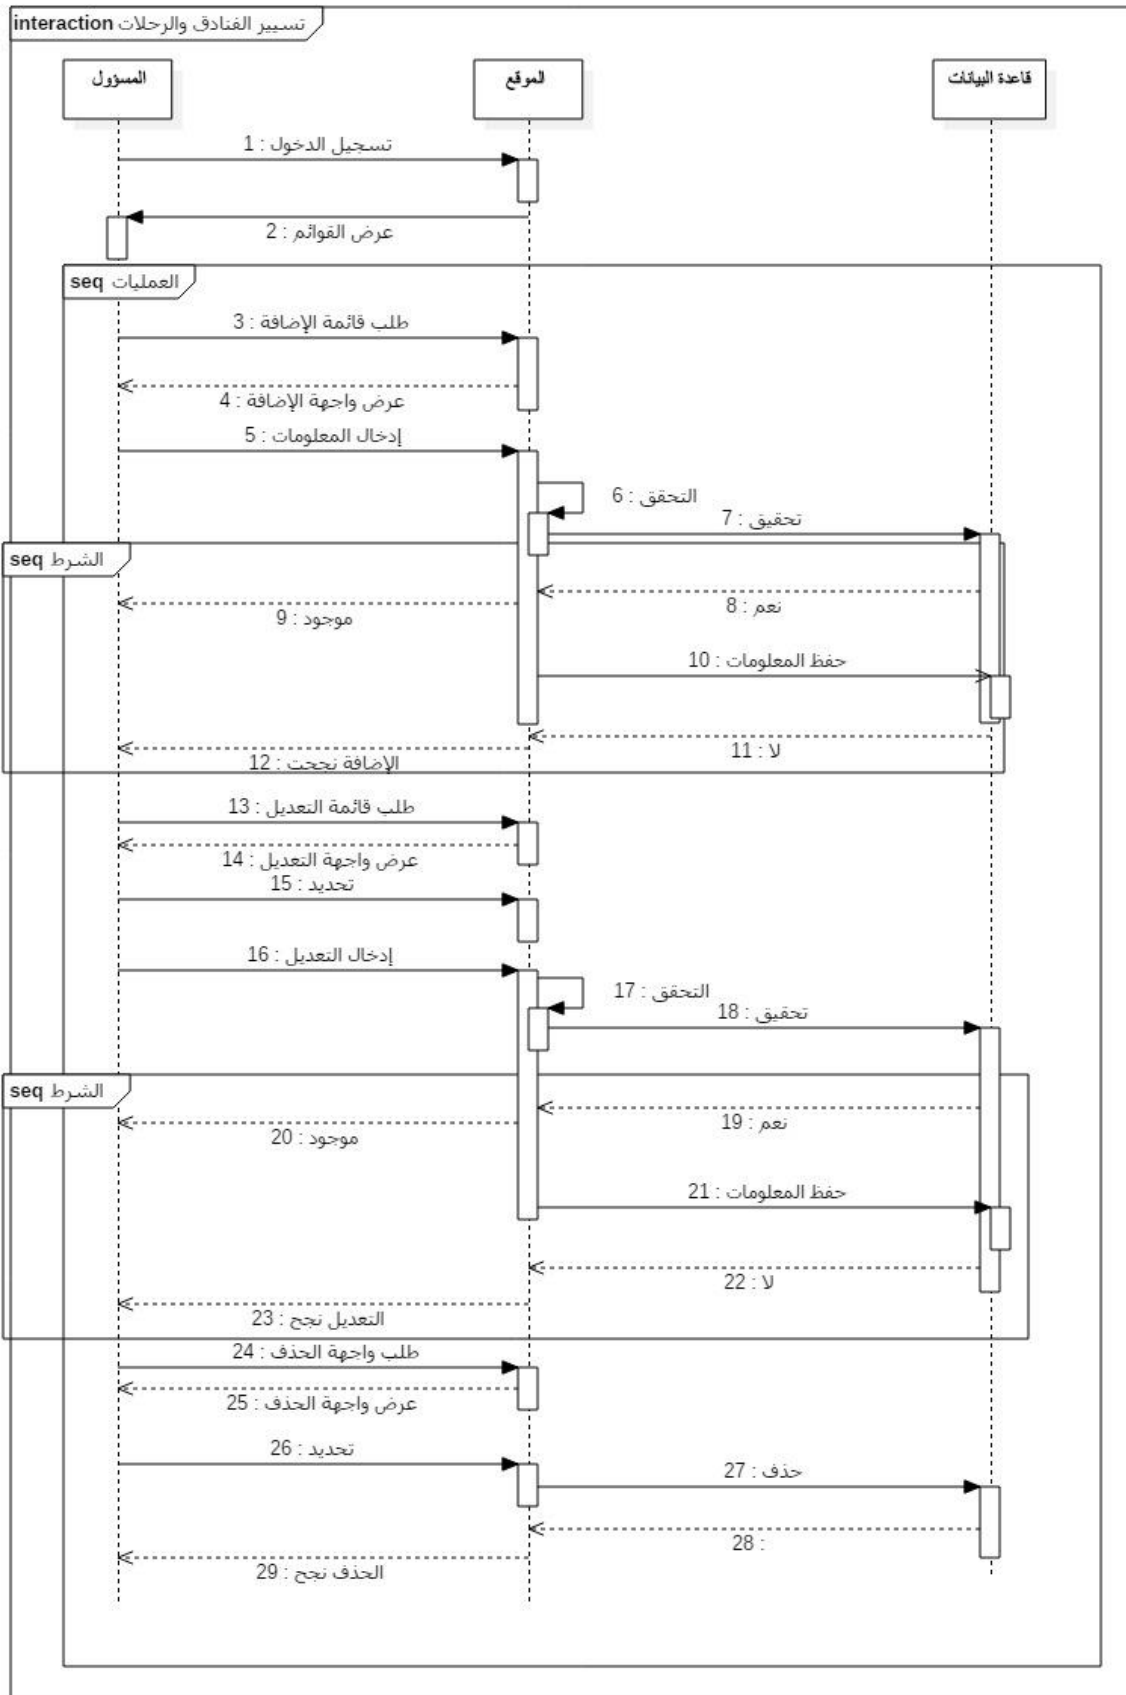 interaction تسيير الفنادق والرحلات
المسؤول
الموقع
قاعدة البيانات
1 : تسجيل الدخول
2 : عرض القوائم
seq العمليات
3 : طلب قائمة الإضافة
4 : عرض واجهة الإضافة
5 : إدخال المعلومات
6 : التحقق
7 : تحقيق
seq الشرط
8 : نعم
9 : موجود
10 : حفظ المعلومات
11 : لا
12 : الإضافة نجحت
13 : طلب قائمة التعديل
14 : عرض واجهة التعديل
15 : تحديد
16 : إدخال التعديل
17 : التحقق
18 : تحقيق
seq الشرط
19 : نعم
20 : موجود
21 : حفظ المعلومات
22 : لا
23 : التعديل نجح
24 : طلب واجهة الحذف
25 : عرض واجهة الحذف
26 : تحديد
27 : حذف
28 :
29 : الحذف نجح